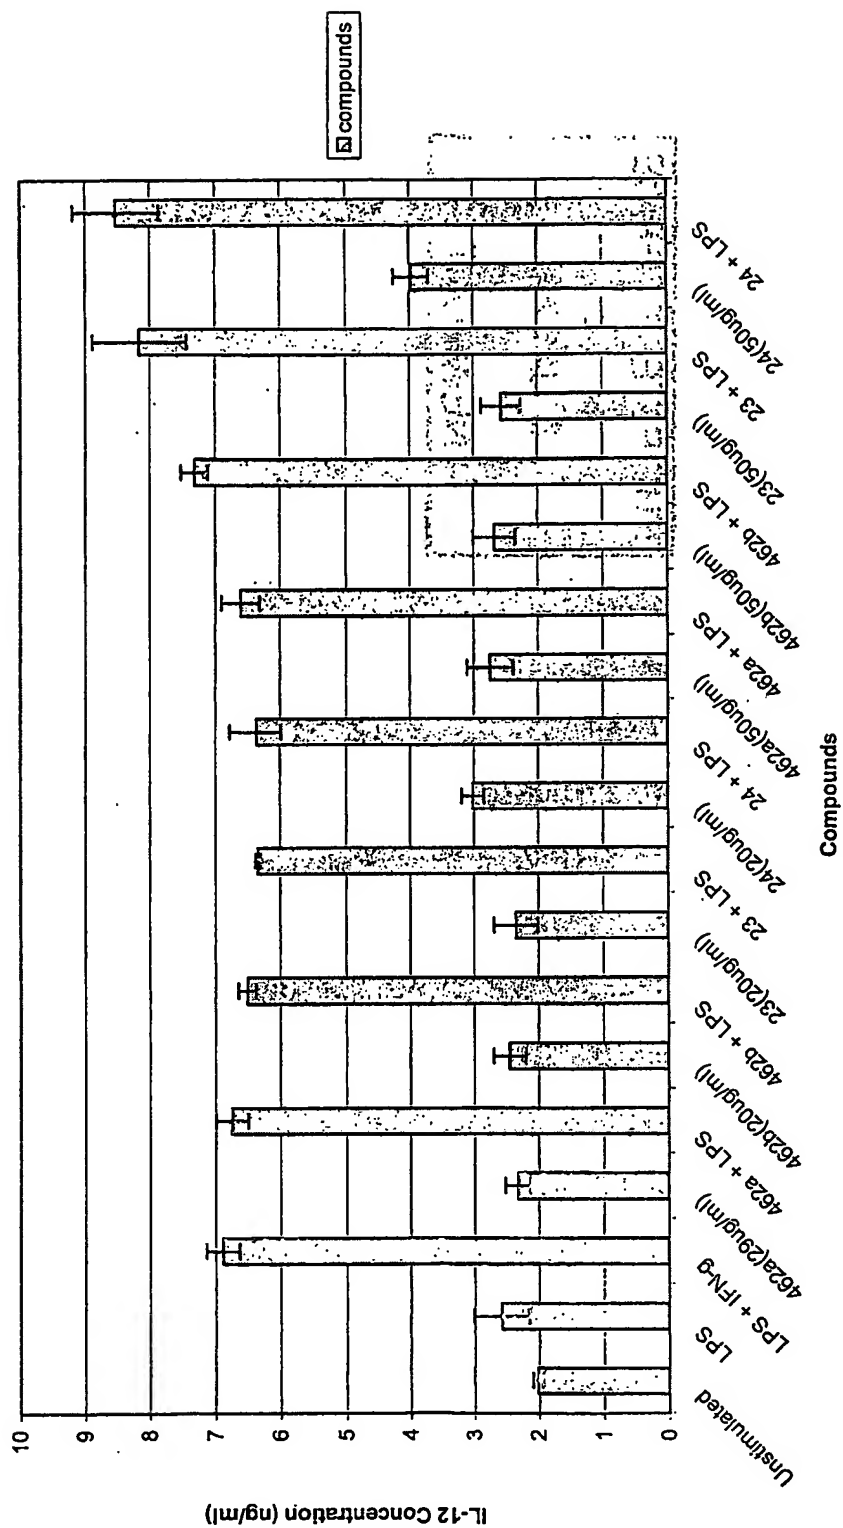 IL-12 Concentration (ng/ml)
10
9
8
7
6
5
4
3
2
1
0
Unstimulated
LPS
LPS + IFN-g
462a(29ug/ml)
462a + LPS
462b(20ug/ml)
462b + LPS
23(20ug/ml)
23 + LPS
24(20ug/ml)
24 + LPS
462a(50ug/ml)
462a + LPS
462b(50ug/ml)
462b + LPS
23(50ug/ml)
23 + LPS
24(50ug/ml)
24 + LPS
Compounds
compounds